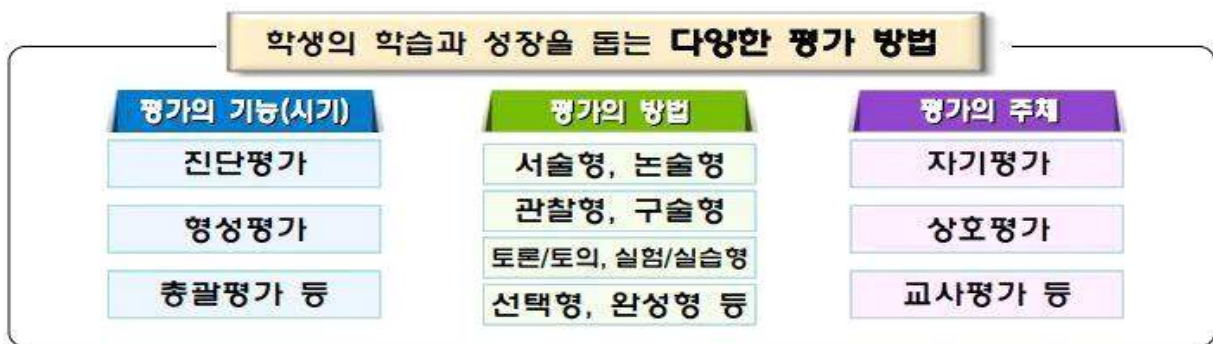 학생의 학습과 성장을 돕는 다양한 평가 방법
평가의 기능(시기)
진단평가
형성평가
총괄평가 등
평가의 방법
서술형, 논술형
관찰형, 구술형
토론/토의, 실험/실습형
선택형, 완성형 등
평가의 주체
자기평가
상호평가
교사평가 등